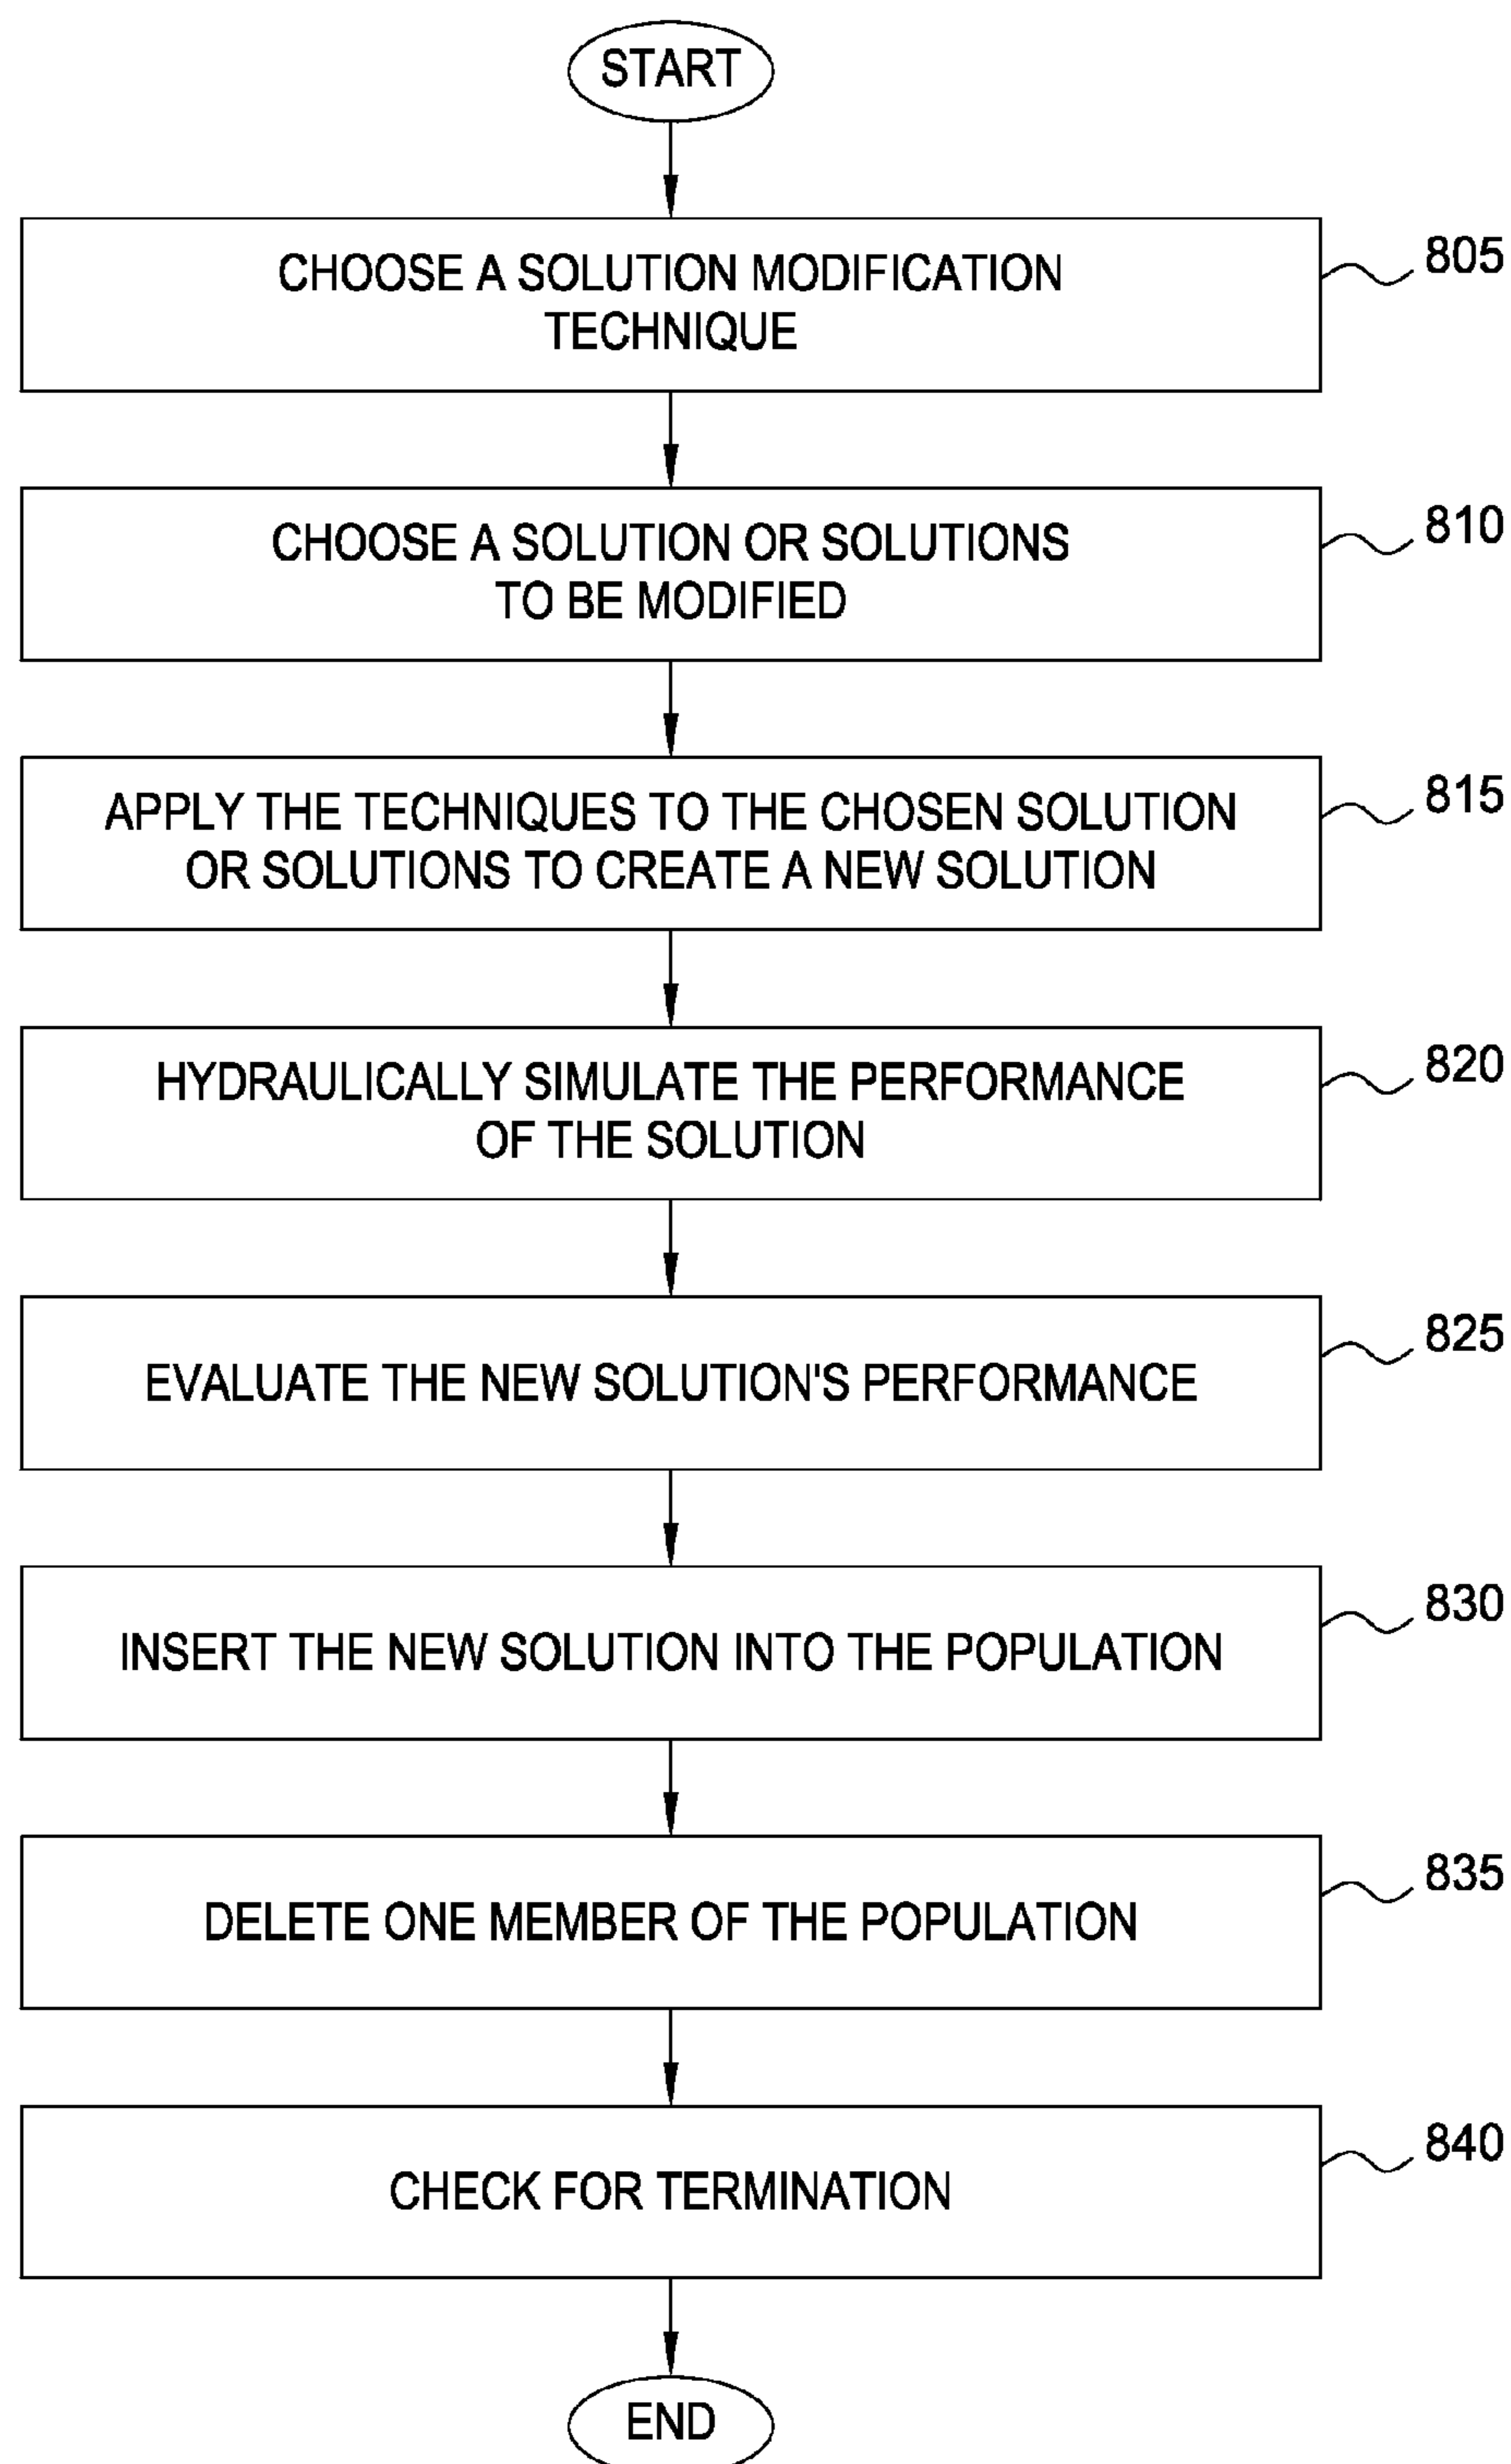 START
CHOOSE A SOLUTION MODIFICATION
TECHNIQUE
805
CHOOSE A SOLUTION OR SOLUTIONS
TO BE MODIFIED
810
APPLY THE TECHNIQUES TO THE CHOSEN SOLUTION
OR SOLUTIONS TO CREATE A NEW SOLUTION
815
HYDRAULICALLY SIMULATE THE PERFORMANCE
OF THE SOLUTION
820
EVALUATE THE NEW SOLUTION'S PERFORMANCE
825
INSERT THE NEW SOLUTION INTO THE POPULATION
830
DELETE ONE MEMBER OF THE POPULATION
835
CHECK FOR TERMINATION
840
END